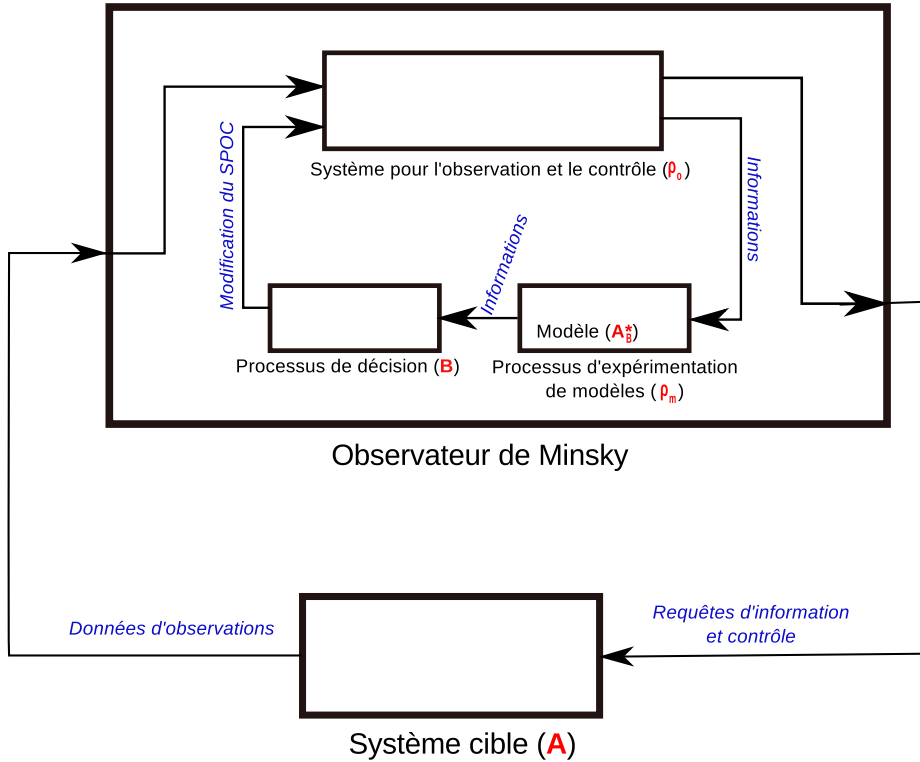 Système pour l'observation et le contrôle (ρo)
Modification du SPOC
Informations
Informations
Modèle (A*B)
Processus de décision (B)
Processus d'expérimentation
de modèles (ρm)
Observateur de Minsky
Données d'observations
Requêtes d'information
et contrôle
Système cible (A)